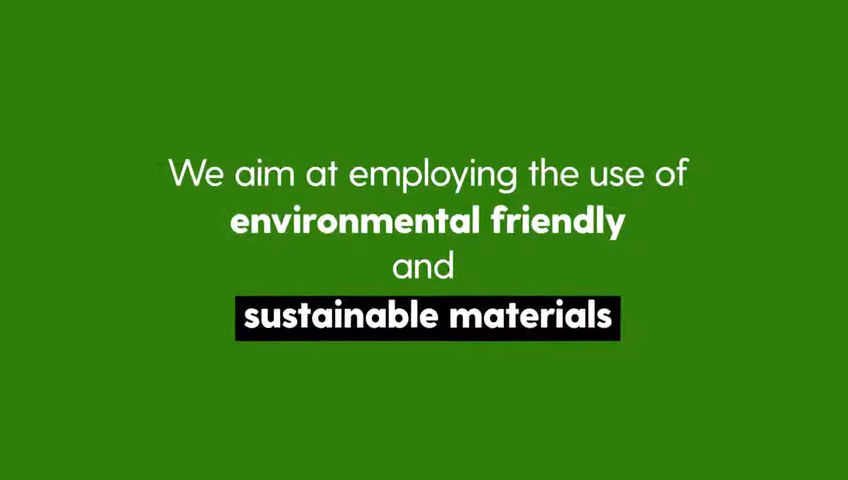 We aim at employing the use of
environmental friendly
and
sustainable materials